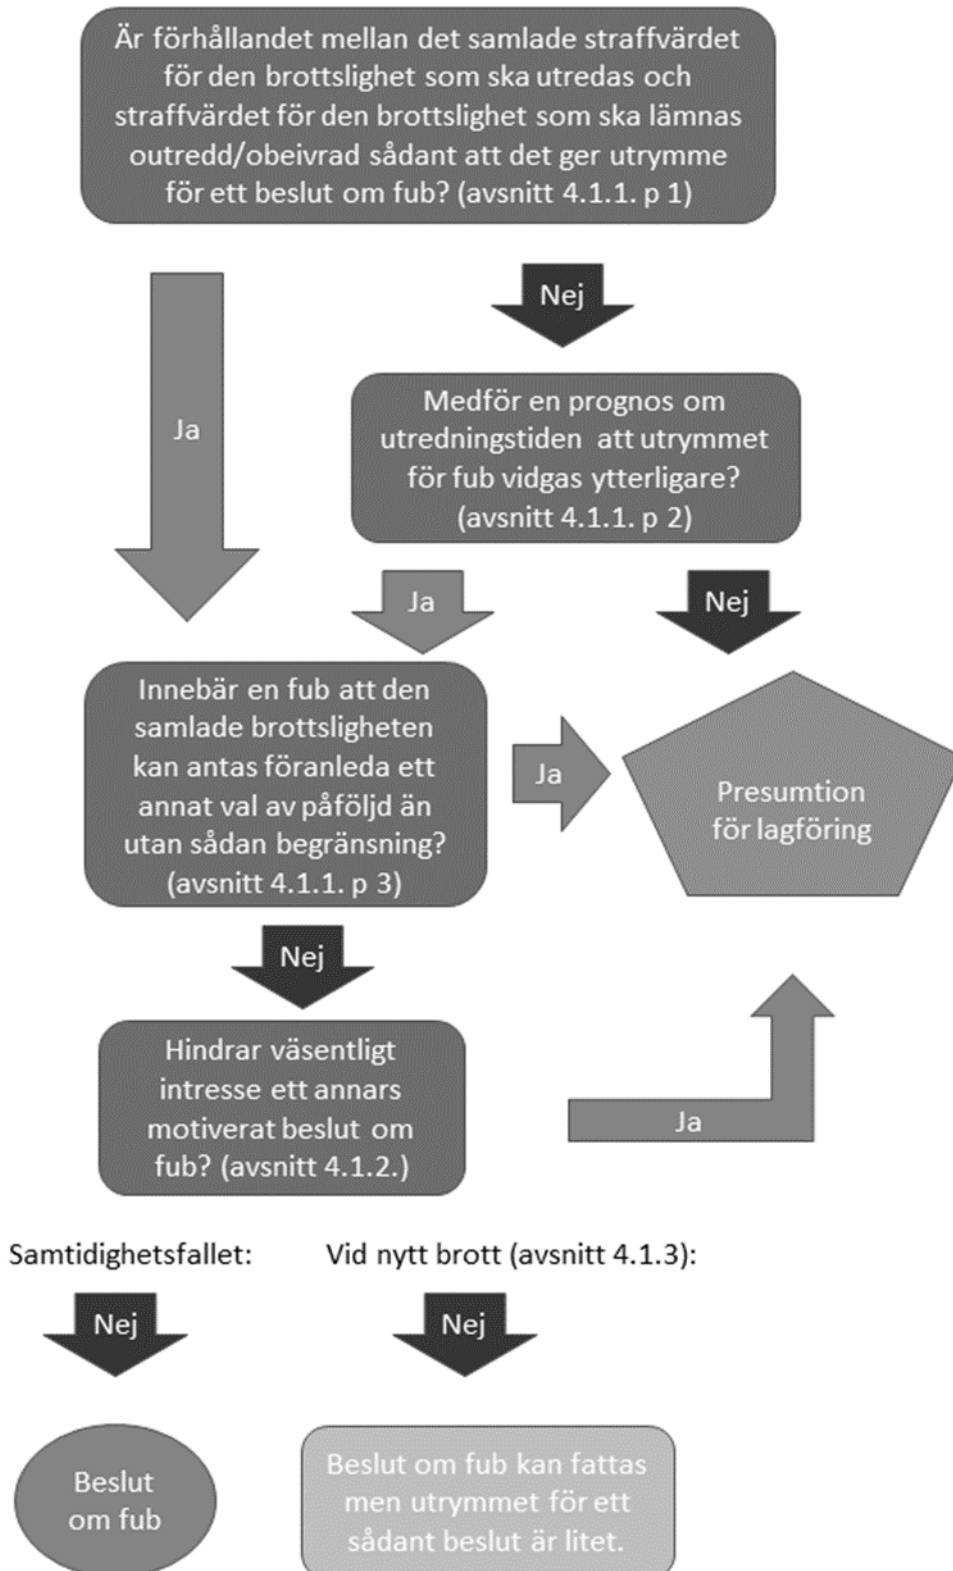 Är förhållandet mellan det samlade straffvärdet
för den brottslighet som ska utredas och
straffvärdet för den brottslighet som ska lämnas
outredd/obeivrad sådant att det ger utrymme
för ett beslut om fub? (avsnitt 4.1.1. p 1)
Nej
Ja
Medför en prognos om
utredningstiden att utrymmet
för fub vidgas ytterligare?
(avsnitt 4.1.1. p 2)
Ja
Nej
Innebär en fub att den
samlade brottsligheten
kan antas föranleda ett
annat val av påföljd än
utan sådan begränsning?
(avsnitt 4.1.1. p 3)
Ja
Presumtion
för lagföring
Nej
Hindrar väsentligt
intresse ett annars
motiverat beslut om
fub? (avsnitt 4.1.2.)
Ja
Samtidighetsfallet:
Vid nytt brott (avsnitt 4.1.3):
Nej
Nej
Beslut
om fub
Beslut om fub kan fattas
men utrymmet för ett
sådant beslut är litet.